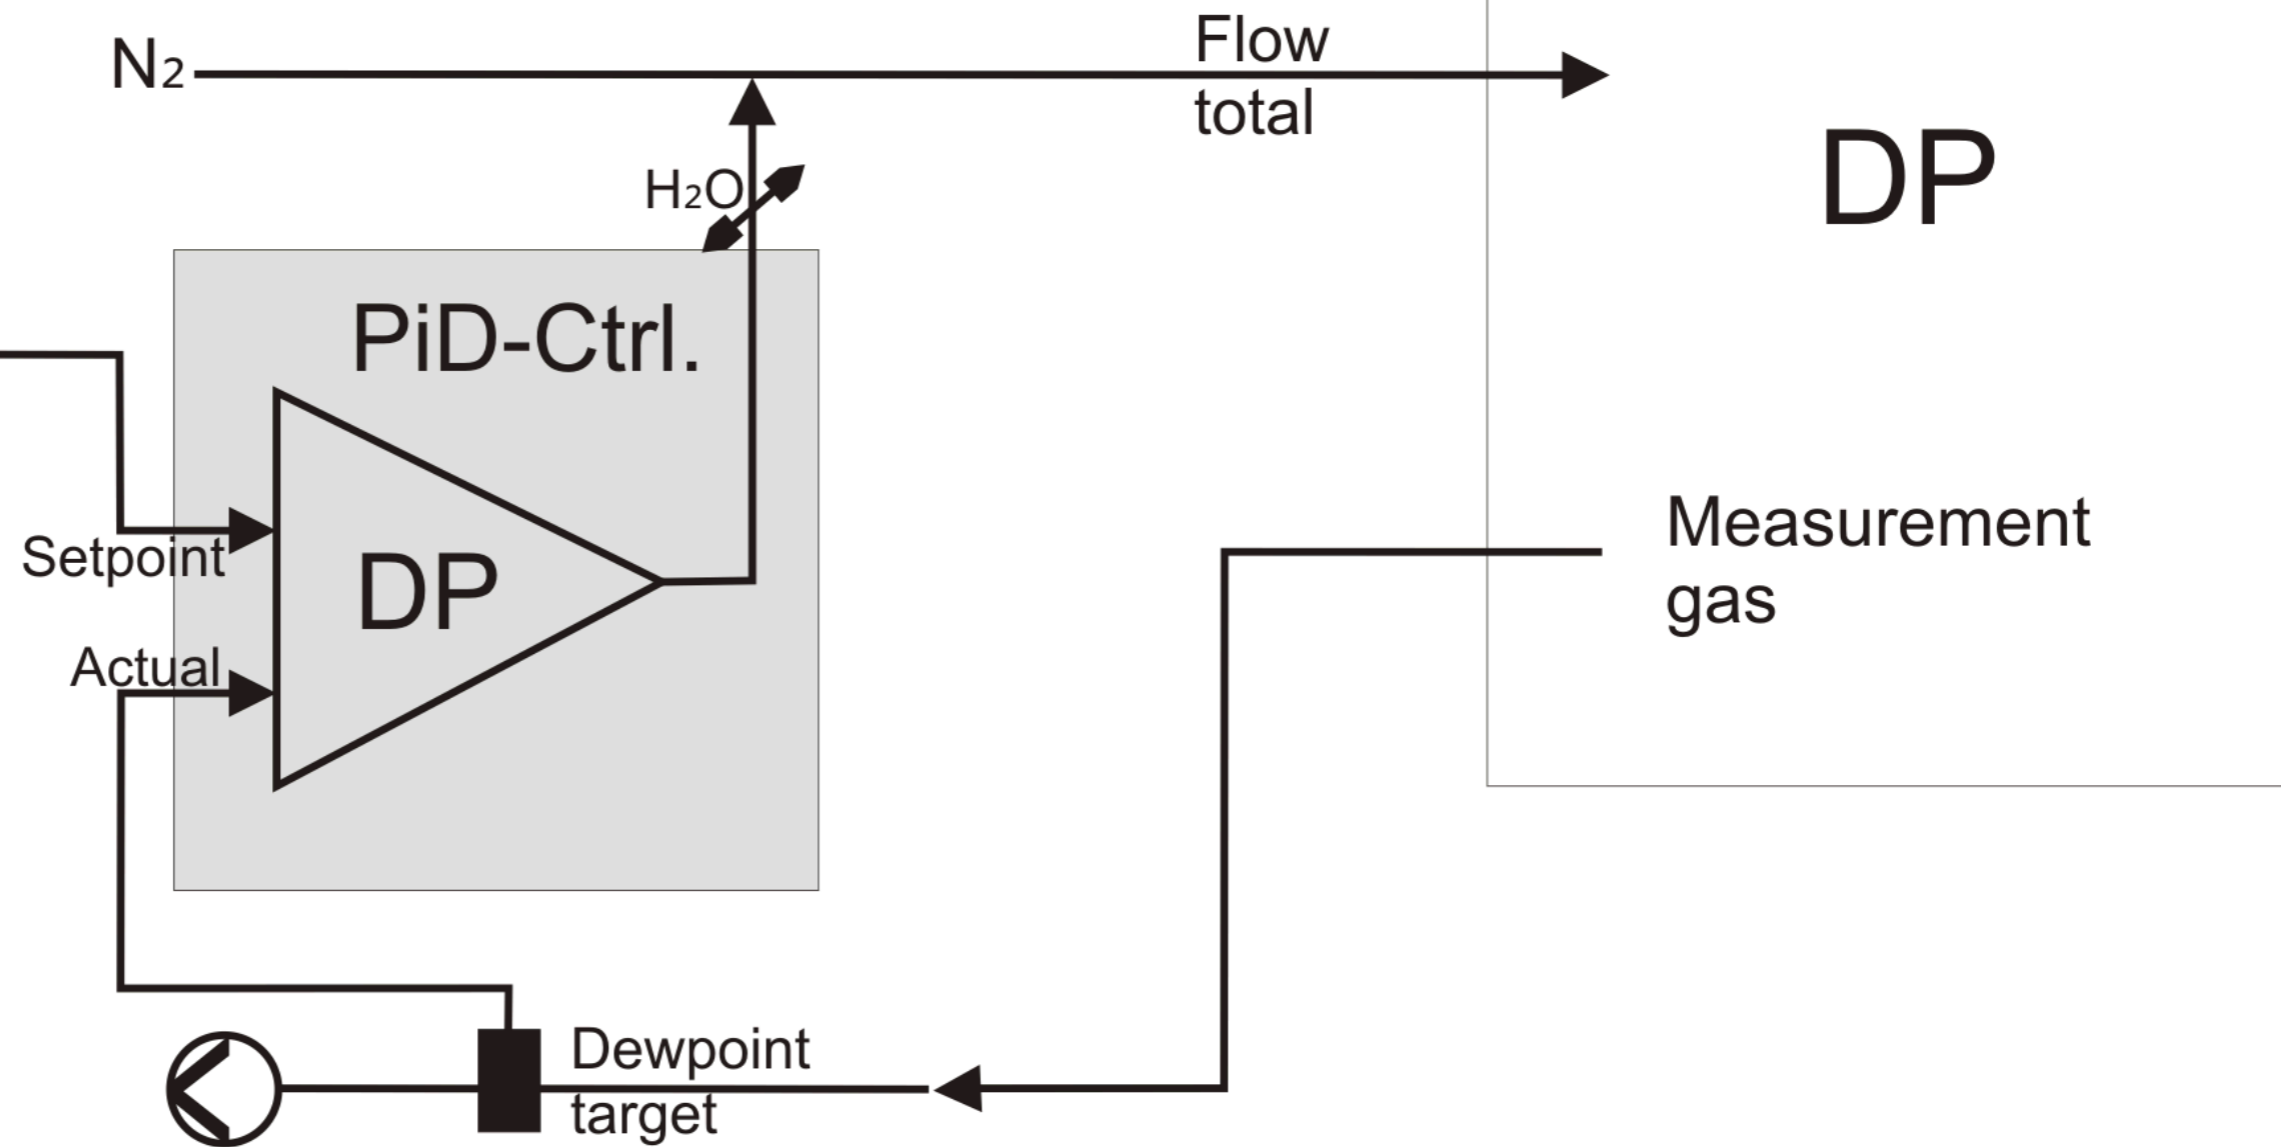 N2
Flow
total
DP
H2O
PiD-Ctrl.
Setpoint
DP
Actual
Measurement
gas
Dewpoint
target